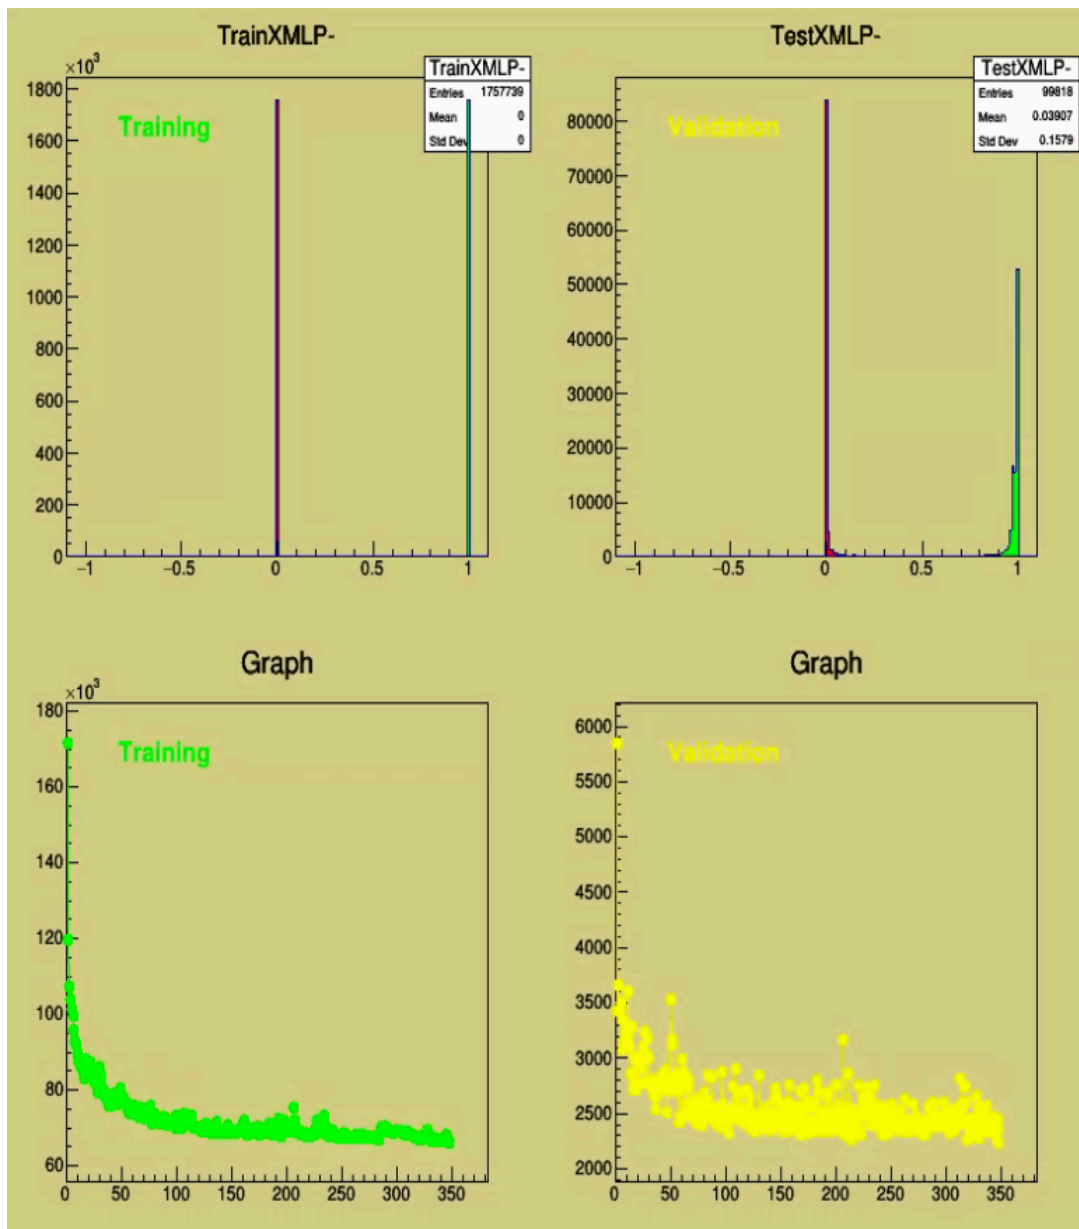 TrainXMLP-
×10³
TrainXMLP-
Entries 1757739
Mean 0
Std Dev 0
Training
1800
1600
1400
1200
1000
800
600
400
200
0
−1 −0.5 0 0.5 1
TestXMLP-
TestXMLP-
Entries 99818
Mean 0.03907
Std Dev 0.1579
Validation
80000
70000
60000
50000
40000
30000
20000
10000
0
−1 −0.5 0 0.5 1
Graph
×10³
Training
180
160
140
120
100
80
60
0 50 100 150 200 250 300 350
Graph
Validation
6000
5500
5000
4500
4000
3500
3000
2500
2000
0 50 100 150 200 250 300 350